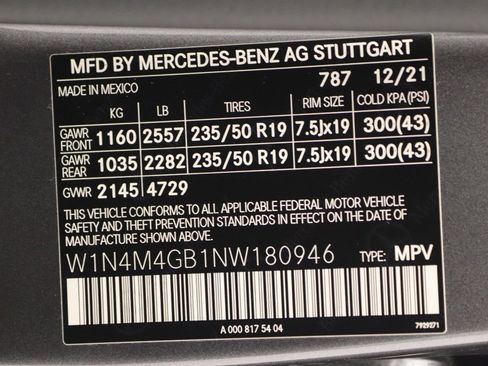 MFD BY MERCEDES-BENZ AG STUTTGART
MADE IN MEXICO 787 12/21
KG LB TIRES RIM SIZE COLD KPA (PSI)
GAWR FRONT 1160 2557 235/50 R19 7.5Jx19 300(43)
GAWR REAR 1035 2282 235/50 R19 7.5Jx19 300(43)
GVWR 2145 4729
THIS VEHICLE CONFORMS TO ALL APPLICABLE FEDERAL MOTOR VEHICLE
SAFETY AND THEFT PREVENTION STANDARDS IN EFFECT ON THE DATE
OF MANUFACTURE SHOWN ABOVE.
W1N4M4GB1NW180946 TYPE: MPV
A 000 817 54 04 7929271